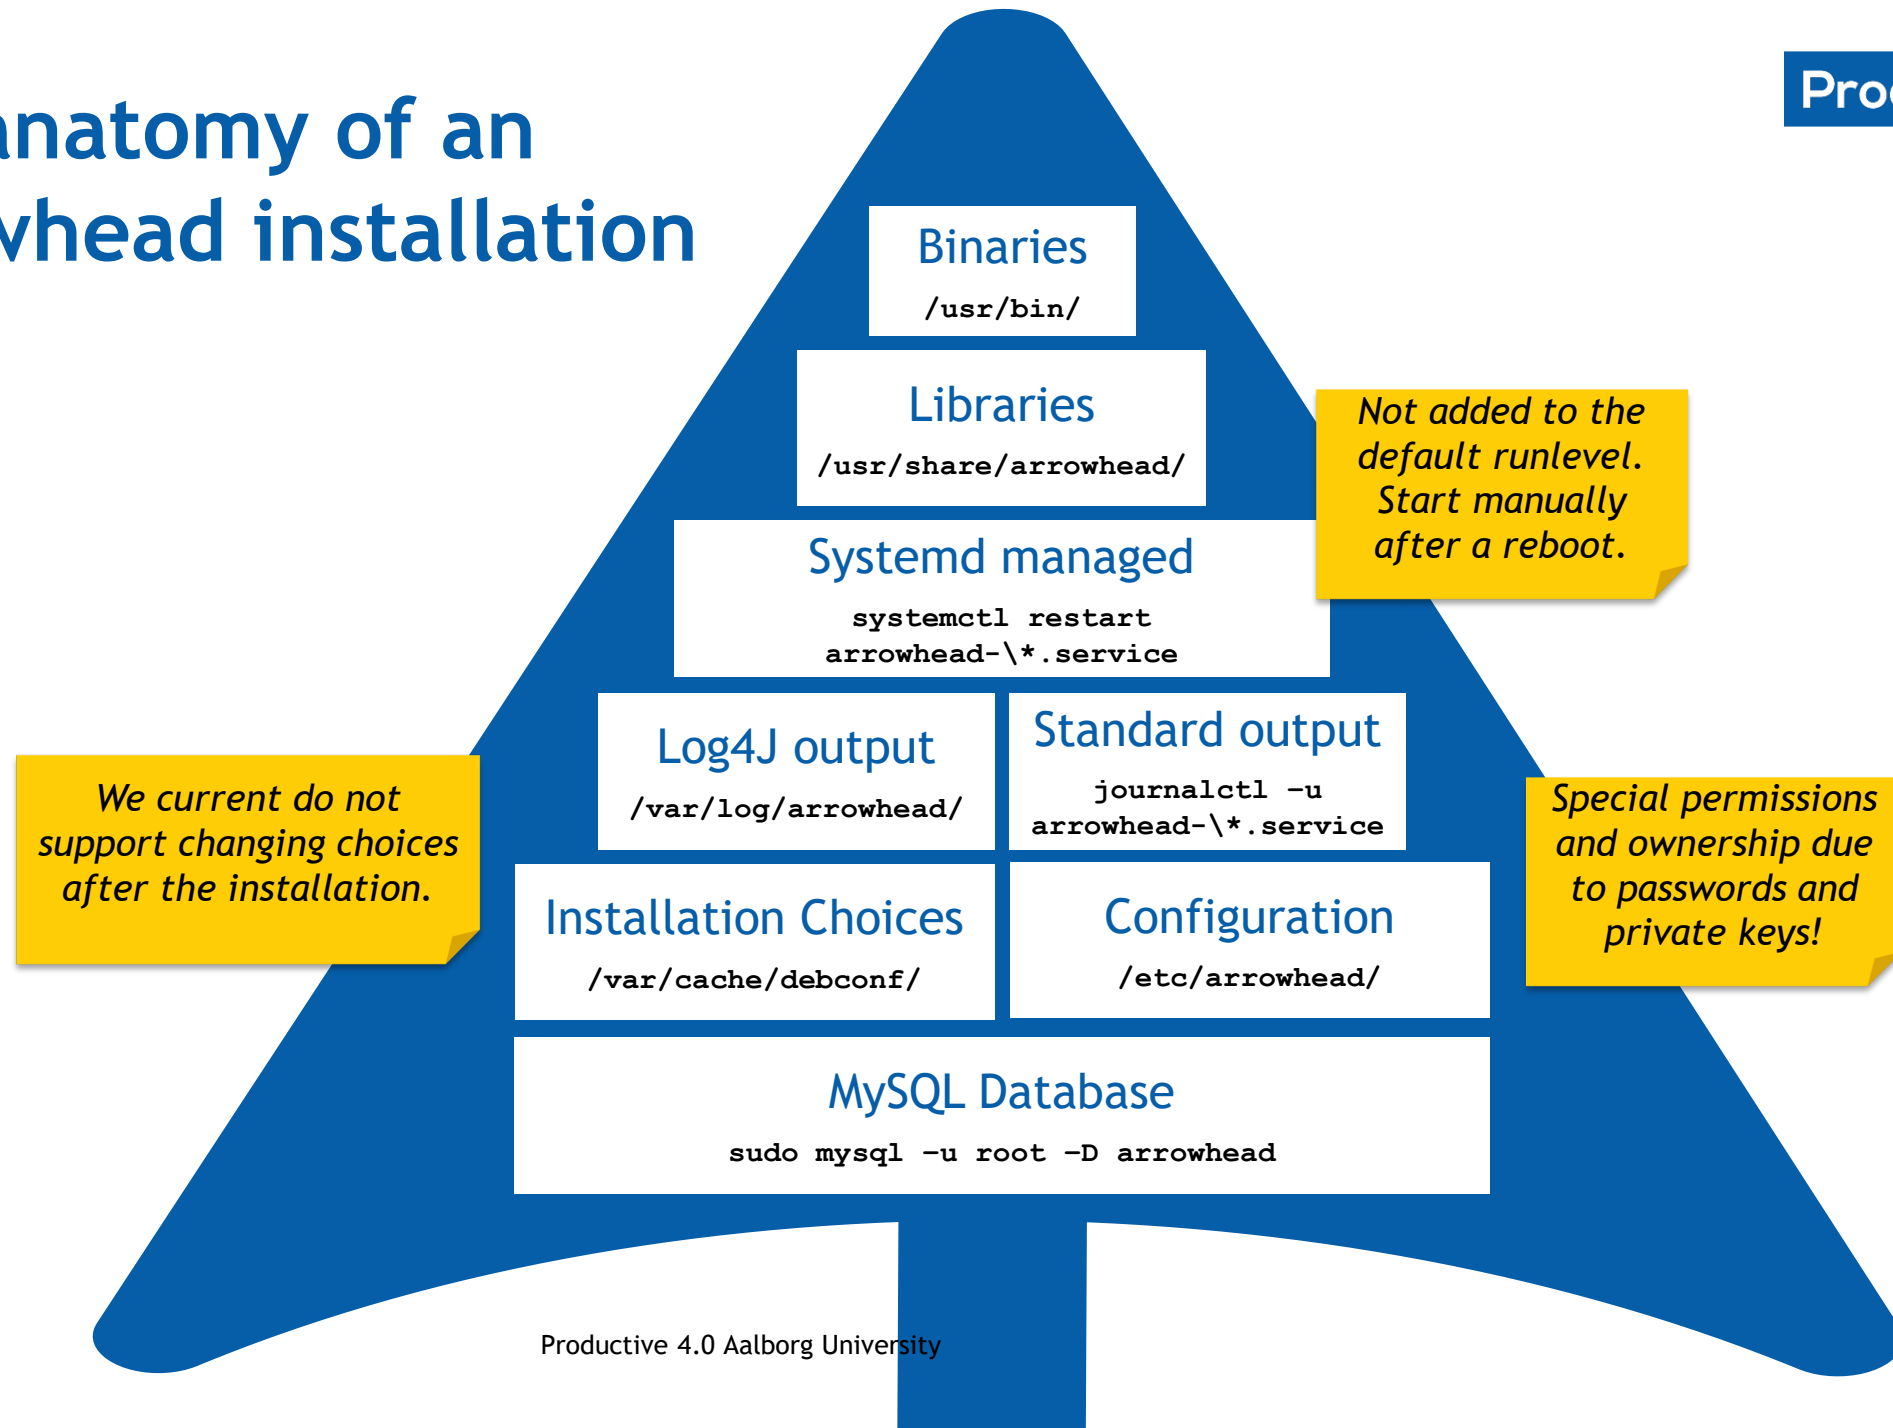 anatomy of an
whead installation
Pro
Binaries
/usr/bin/
Libraries
/usr/share/arrowhead/
Not added to the
default runlevel.
Start manually
after a reboot.
Systemd managed
systemctl restart
arrowhead-\*.service
Log4J output
/var/log/arrowhead/
Standard output
journalctl –u
arrowhead-\*.service
We current do not
support changing choices
after the installation.
Special permissions
and ownership due
to passwords and
private keys!
Installation Choices
/var/cache/debconf/
Configuration
/etc/arrowhead/
MySQL Database
sudo mysql –u root –D arrowhead
Productive 4.0 Aalborg University